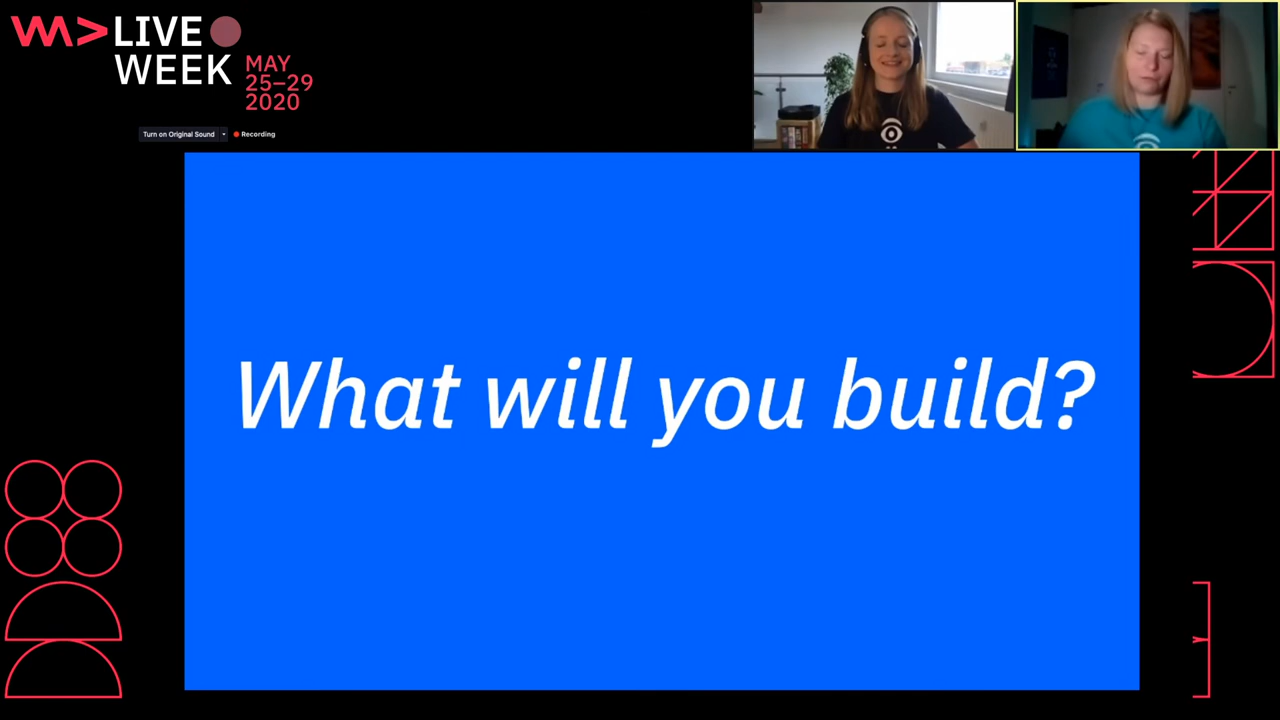 LIVE
WEEK
MAY
25–29
2020
Turn on Original Sound
Recording
What will you build?